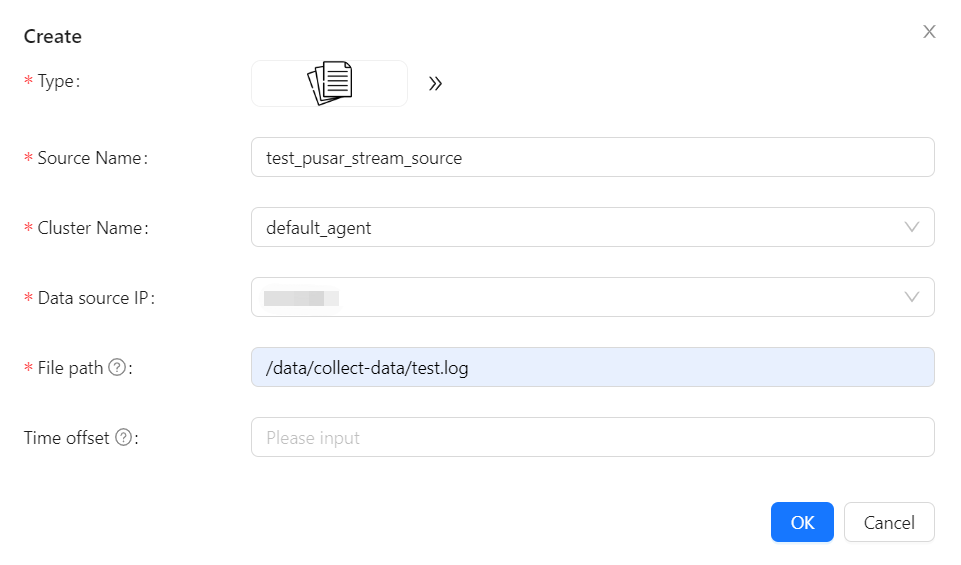 Create
* Type:
* Source Name: test_pusar_stream_source
* Cluster Name: default_agent
* Data source IP:
* File path ?: /data/collect-data/test.log
Time offset ?: Please input
OK Cancel